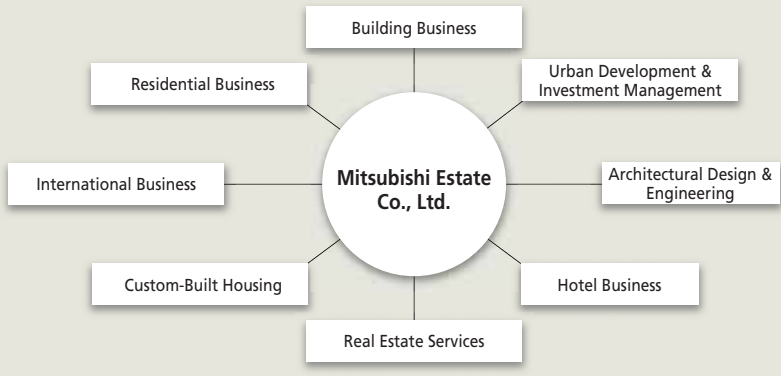 Building Business
Residential Business
Urban Development &
Investment Management
International Business
Mitsubishi Estate
Co., Ltd.
Architectural Design &
Engineering
Custom-Built Housing
Hotel Business
Real Estate Services